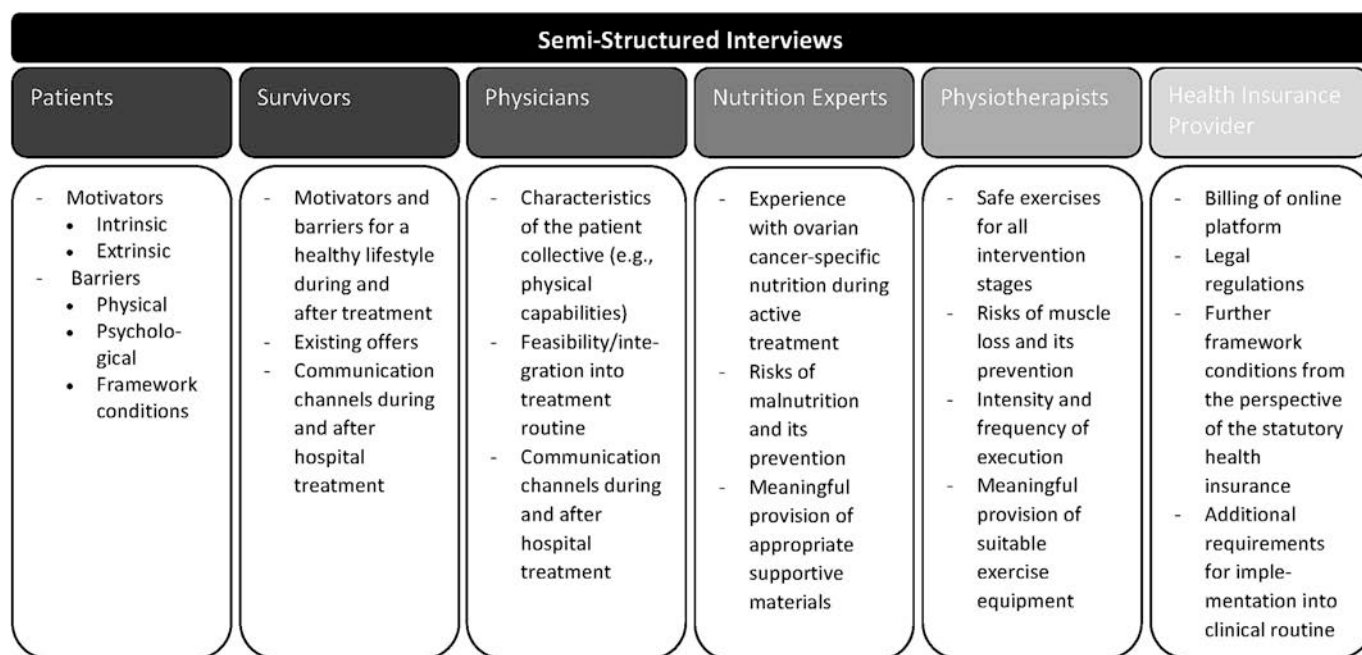 Semi-Structured Interviews
Patients
Survivors
Physicians
Nutrition Experts
Physiotherapists
Health Insurance
Provider
- Motivators
• Intrinsic
• Extrinsic
- Barriers
• Physical
• Psycholo-
gical
• Framework
conditions
- Motivators and
barriers for a
healthy lifestyle
during and
after treatment
- Existing offers
- Communication
channels during
and after
hospital
treatment
- Characteristics
of the patient
collective (e.g.,
physical
capabilities)
- Feasibility/inte-
gration into
treatment
routine
- Communication
channels during
and after
hospital
treatment
- Experience
with ovarian
cancer-specific
nutrition during
active
treatment
- Risks of
malnutrition
and its
prevention
- Meaningful
provision of
appropriate
supportive
materials
- Safe exercises
for all
intervention
stages
- Risks of muscle
loss and its
prevention
- Intensity and
frequency of
execution
- Meaningful
provision of
suitable
exercise
equipment
- Billing of online
platform
- Legal
regulations
- Further
framework
conditions from
the perspective
of the statutory
health
insurance
- Additional
requirements
for imple-
mentation into
clinical routine